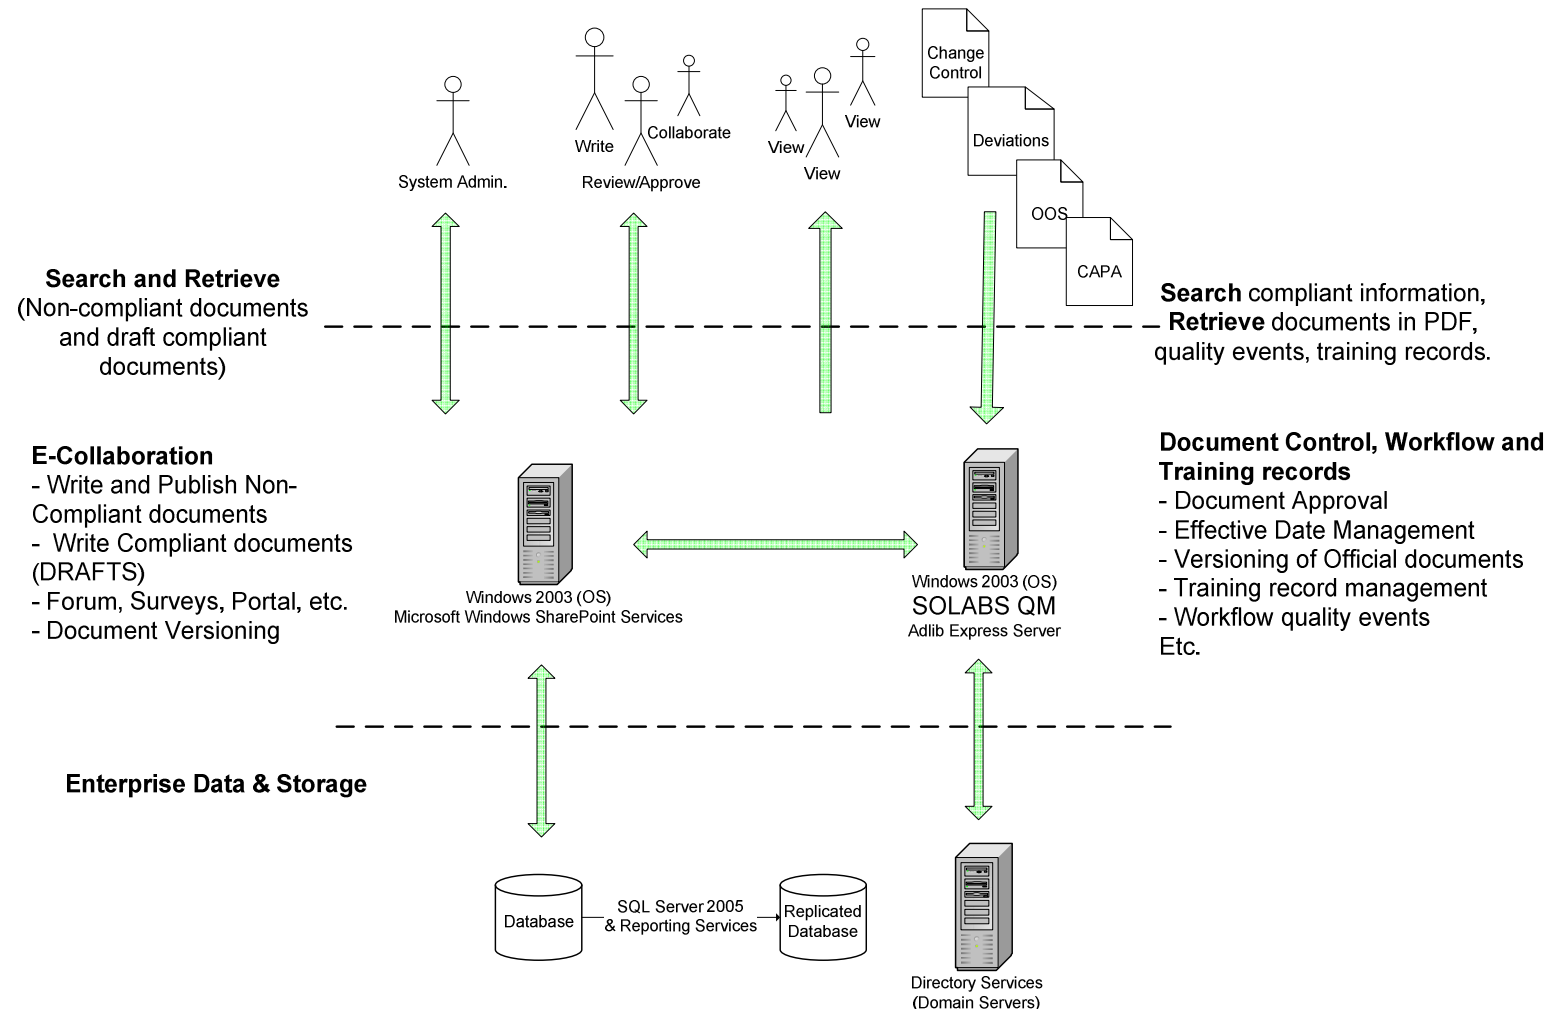 Change
Control
Deviations
OOS
CAPA
Write
Collaborate
Review/Approve
System Admin.
View
View
View
Search and Retrieve
(Non-compliant documents
and draft compliant
documents)
Search compliant information,
Retrieve documents in PDF,
quality events, training records.
E-Collaboration
- Write and Publish Non-
Compliant documents
- Write Compliant documents
(DRAFTS)
- Forum, Surveys, Portal, etc.
- Document Versioning
Windows 2003 (OS)
Microsoft Windows SharePoint Services
Windows 2003 (OS)
SOLABS QM
Adlib Express Server
Document Control, Workflow and
Training records
- Document Approval
- Effective Date Management
- Versioning of Official documents
- Training record management
- Workflow quality events
Etc.
Enterprise Data & Storage
Database
SQL Server 2005
& Reporting Services
Replicated
Database
Directory Services
(Domain Servers)